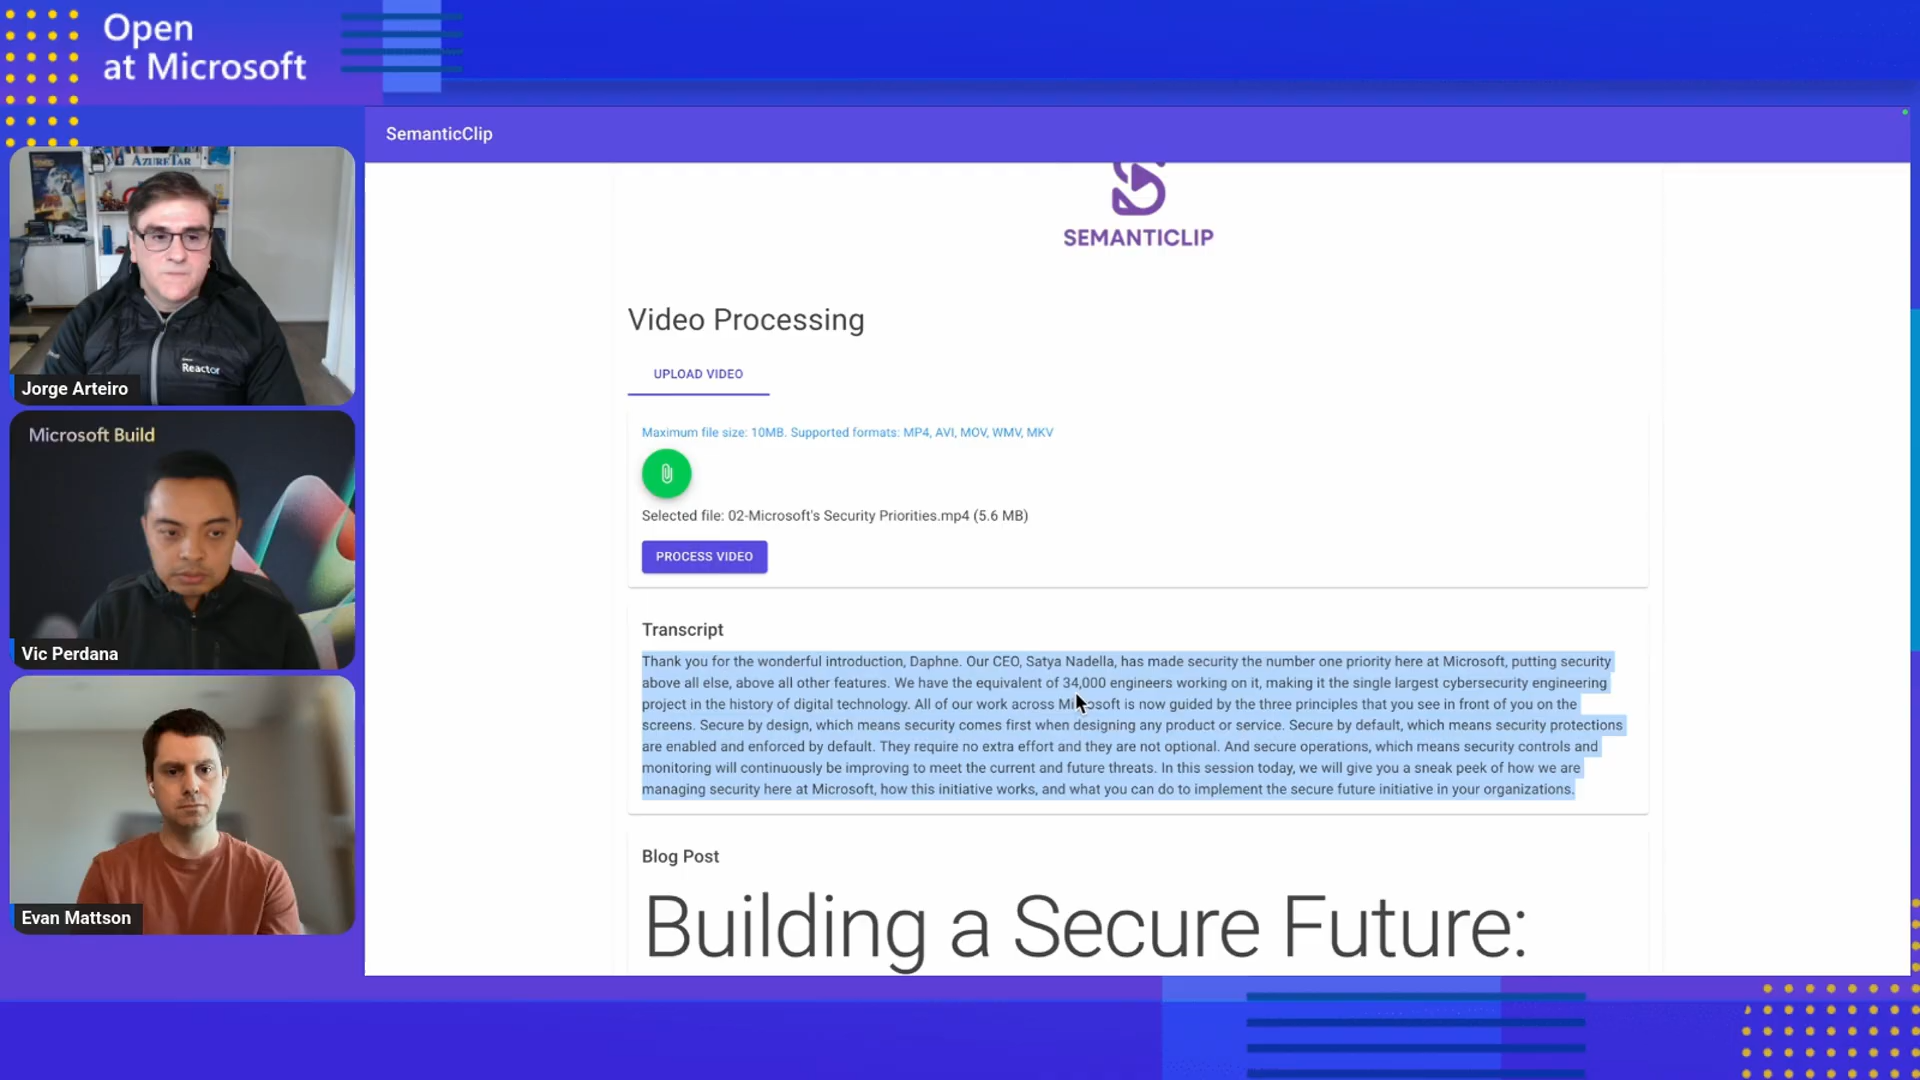 Open
at Microsoft
AZURETAR
Reactor
Jorge Arteiro
Microsoft Build
Vic Perdana
Evan Mattson
SemanticClip
SEMANTICLIP
Video Processing
UPLOAD VIDEO
Maximum file size: 10MB. Supported formats: MP4, AVI, MOV, WMV, MKV
Selected file: 02-Microsoft's Security Priorities.mp4 (5.6 MB)
PROCESS VIDEO
Transcript
Thank you for the wonderful introduction, Daphne. Our CEO, Satya Nadella, has made security the number one priority here at Microsoft, putting security
above all else, above all other features. We have the equivalent of 34,000 engineers working on it, making it the single largest cybersecurity engineering
project in the history of digital technology. All of our work across Microsoft is now guided by the three principles that you see in front of you on the
screens. Secure by design, which means security comes first when designing any product or service. Secure by default, which means security protections
are enabled and enforced by default. They require no extra effort and they are not optional. And secure operations, which means security controls and
monitoring will continuously be improving to meet the current and future threats. In this session today, we will give you a sneak peek of how we are
managing security here at Microsoft, how this initiative works, and what you can do to implement the secure future initiative in your organizations.
Blog Post
Building a Secure Future: